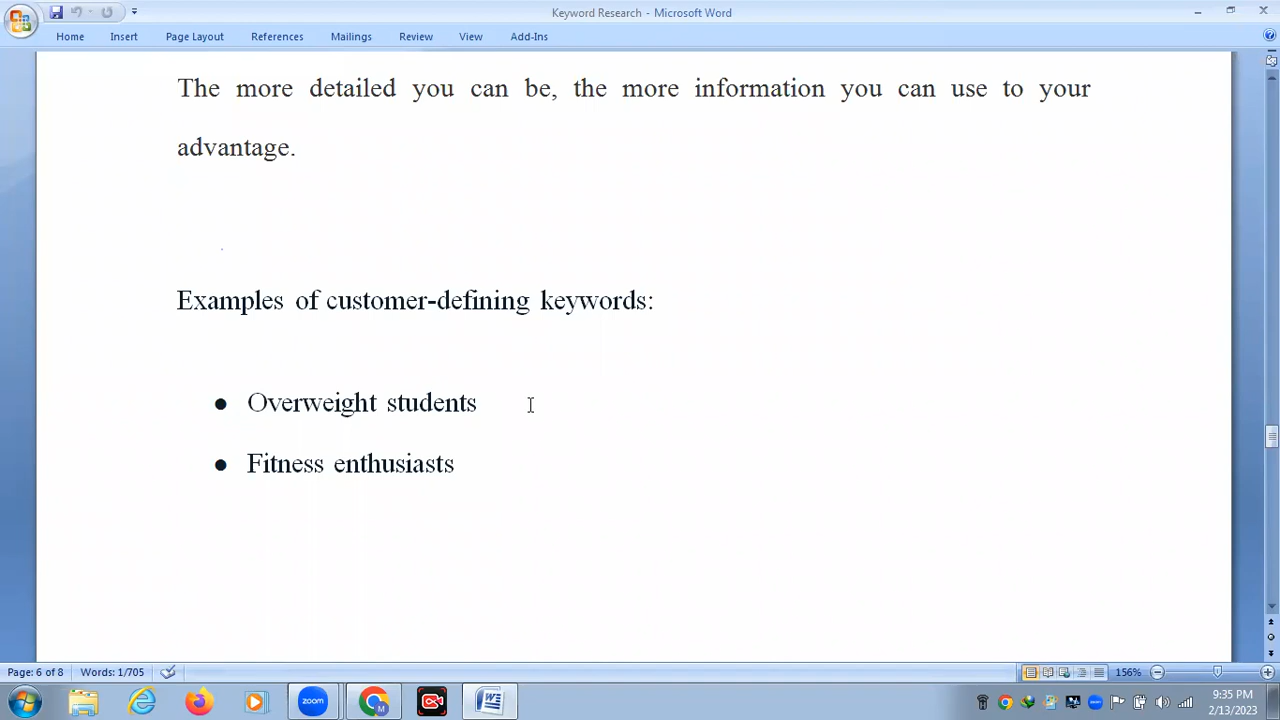 Keyword Research - Microsoft Word
Home Insert Page Layout References Mailings Review View Add-Ins
The more detailed you can be, the more information you can use to your
advantage.
Examples of customer-defining keywords:
● Overweight students
● Fitness enthusiasts
Page: 6 of 8 Words: 1/705 156%
zoom
9:35 PM
2/13/2023